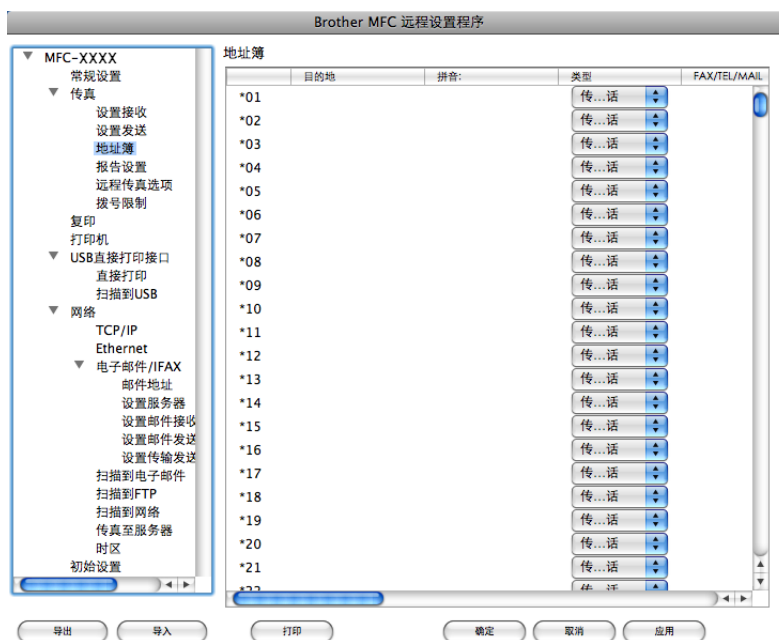 Brother MFC 远程设置程序
MFC-XXXX
常规设置
传真
设置接收
设置发送
地址簿
报告设置
远程传真选项
拨号限制
复印
打印机
USB直接打印接口
直接打印
扫描到USB
网络
TCP/IP
Ethernet
电子邮件/IFAX
邮件地址
设置服务器
设置邮件接收
设置邮件发送
设置传输发送
扫描到电子邮件
扫描到FTP
扫描到网络
传真至服务器
时区
初始设置
地址簿
目的地 拼音: 类型 FAX/TEL/MAIL
*01 传...话
*02 传...话
*03 传...话
*04 传...话
*05 传...话
*06 传...话
*07 传...话
*08 传...话
*09 传...话
*10 传...话
*11 传...话
*12 传...话
*13 传...话
*14 传...话
*15 传...话
*16 传...话
*17 传...话
*18 传...话
*19 传...话
*20 传...话
*21 传...话
*22 传...话
导出 导入 打印 确定 取消 应用